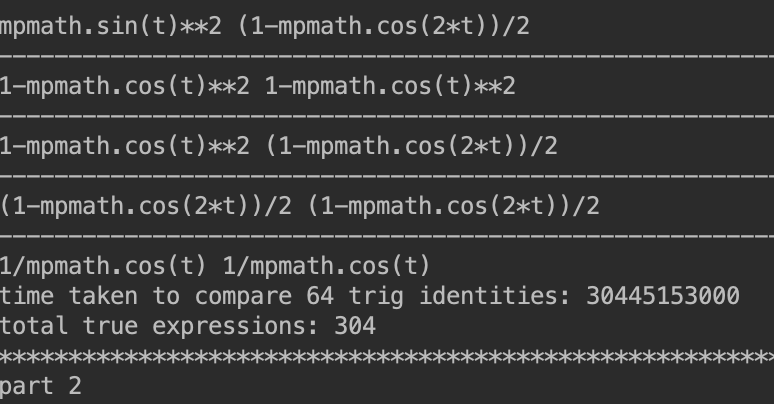 mpmath.sin(t)**2 (1-mpmath.cos(2*t))/2
-------------------------------------------------------
1-mpmath.cos(t)**2 1-mpmath.cos(t)**2
-------------------------------------------------------
1-mpmath.cos(t)**2 (1-mpmath.cos(2*t))/2
-------------------------------------------------------
(1-mpmath.cos(2*t))/2 (1-mpmath.cos(2*t))/2
-------------------------------------------------------
1/mpmath.cos(t) 1/mpmath.cos(t)
time taken to compare 64 trig identities: 30445153000
total true expressions: 304
*******************************************************
part 2